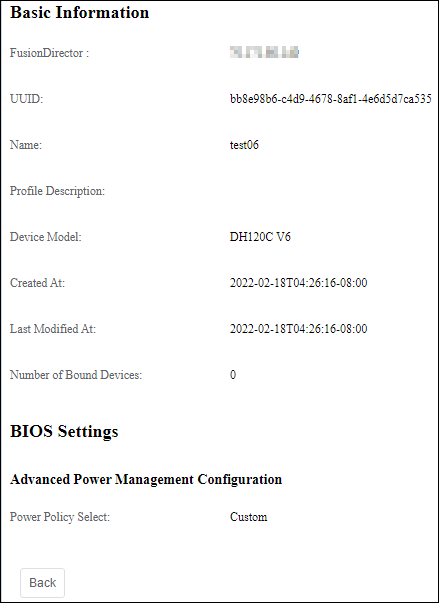 Basic Information
FusionDirector :
UUID: bb8e98b6-c4d9-4678-8af1-4e6d5d7ca535
Name: test06
Profile Description:
Device Model: DH120C V6
Created At: 2022-02-18T04:26:16-08:00
Last Modified At: 2022-02-18T04:26:16-08:00
Number of Bound Devices: 0
BIOS Settings
Advanced Power Management Configuration
Power Policy Select: Custom
Back